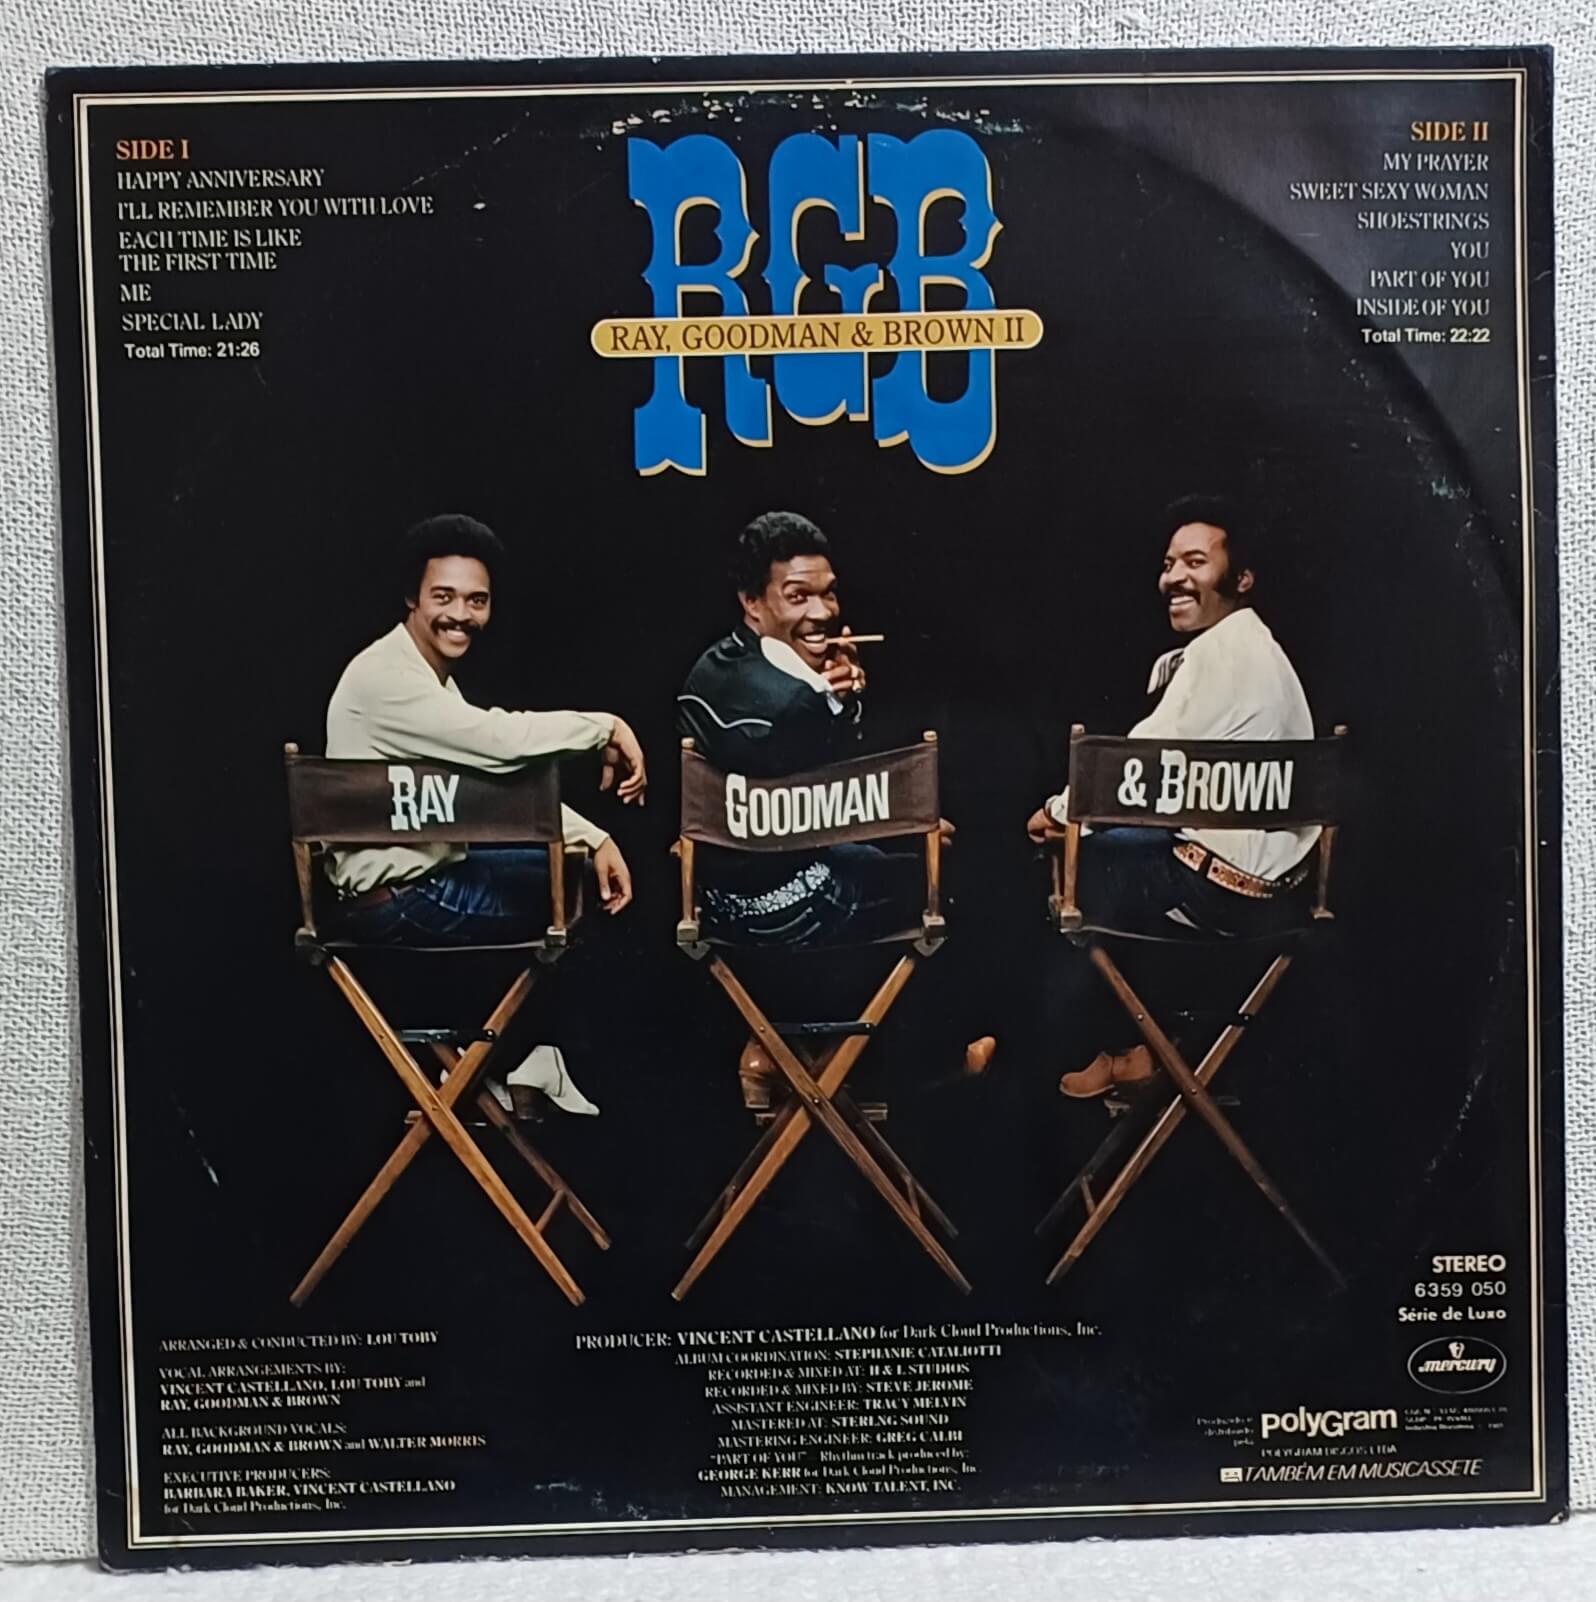 SIDE I
HAPPY ANNIVERSARY
I'LL REMEMBER YOU WITH LOVE
EACH TIME IS LIKE
THE FIRST TIME
ME
SPECIAL LADY
Total Time: 21:26
RGB
RAY, GOODMAN & BROWN II
SIDE II
MY PRAYER
SWEET SEXY WOMAN
SHOESTRINGS
YOU
PART OF YOU
INSIDE OF YOU
Total Time: 22:22
RAY
GOODMAN
& BROWN
ARRANGED & CONDUCTED BY: LOU TOBY
VOCAL ARRANGEMENTS BY:
VINCENT CASTELLANO, LOU TOBY and
RAY, GOODMAN & BROWN
ALL BACKGROUND VOCALS:
RAY, GOODMAN & BROWN and WALTER MORRIS
EXECUTIVE PRODUCERS:
BARBARA BAKER, VINCENT CASTELLANO
for Dark Cloud Productions, Inc.
PRODUCER: VINCENT CASTELLANO for Dark Cloud Productions, Inc.
ALBUM COORDINATION: STEPHANIE CATALIOTTI
RECORDED & MIXED AT: H & L STUDIOS
RECORDED & MIXED BY: STEVE JEROME
ASSISTANT ENGINEER: TRACY MELVIN
MASTERED AT: STERLNG SOUND
MASTERING ENGINEER: GREG CALBI
"PART OF YOU" – Rhythm track produced by:
GEORGE KERR for Dark Cloud Productions, Inc.
MANAGEMENT: KNOW TALENT, INC.
STEREO
6359 050
Série de Luxo
mercury
Produzido e
distribuído
pela
polyGram
POLYGRAM DISCOS LTDA
TAMBÉM EM MUSICASSETE